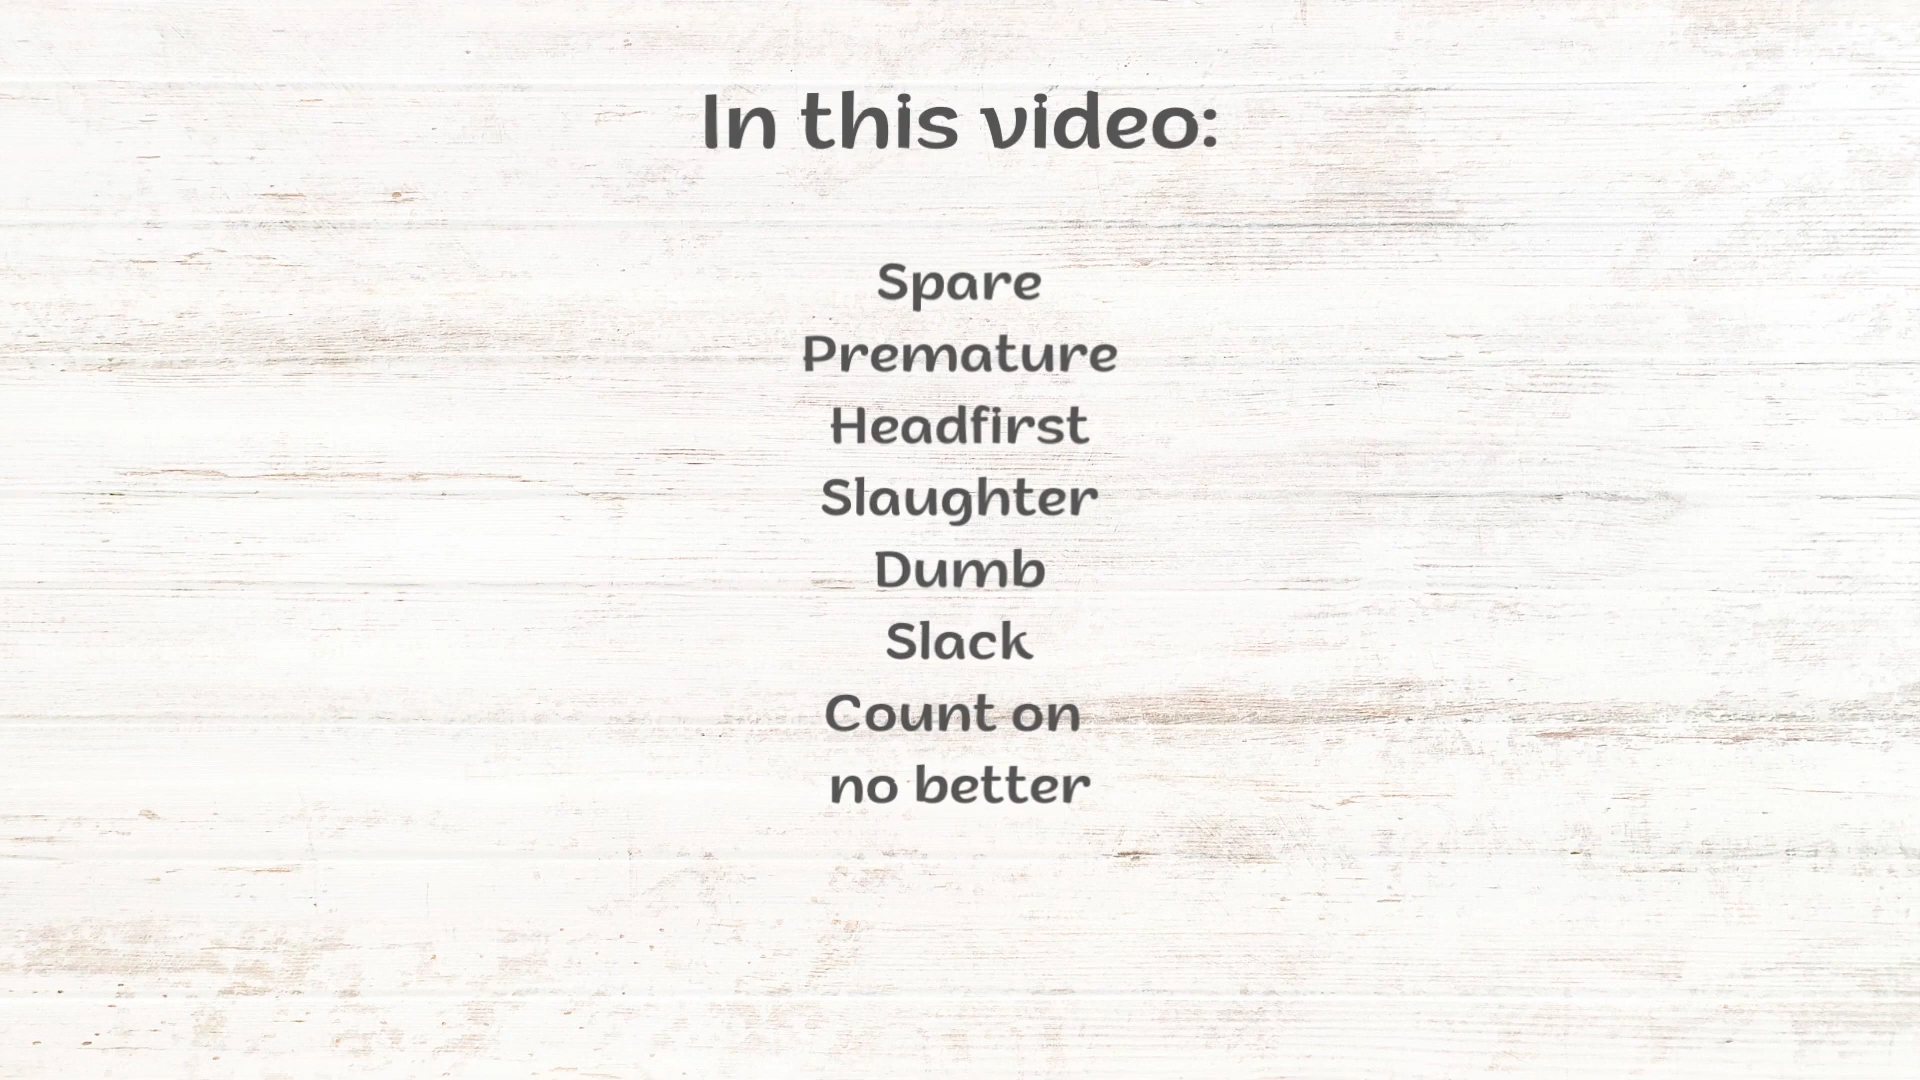 In this video:
Spare
Premature
Headfirst
Slaughter
Dumb
Slack
Count on
no better